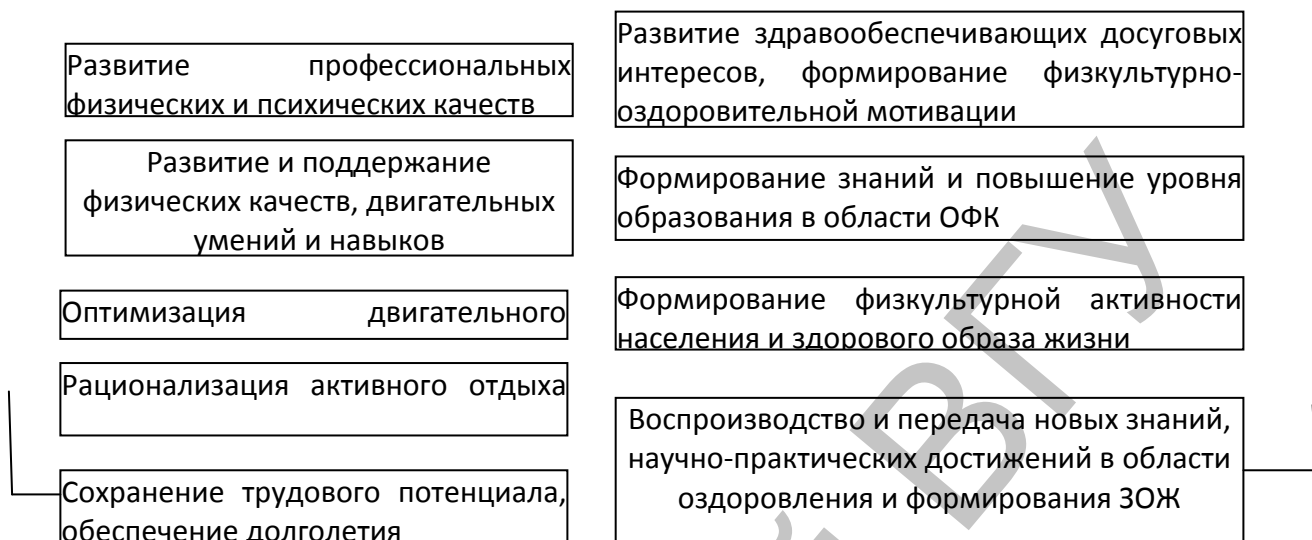 Развитие профессиональных
физических и психических качеств
Развитие и поддержание
физических качеств, двигательных
умений и навыков
Оптимизация двигательного
Рационализация активного отдыха
Сохранение трудового потенциала,
обеспечение долголетия
Развитие здравообеспечивающих досуговых
интересов, формирование физкультурно-
оздоровительной мотивации
Формирование знаний и повышение уровня
образования в области ОФК
Формирование физкультурной активности
населения и здорового образа жизни
Воспроизводство и передача новых знаний,
научно-практических достижений в области
оздоровления и формирования ЗОЖ
ВГУ